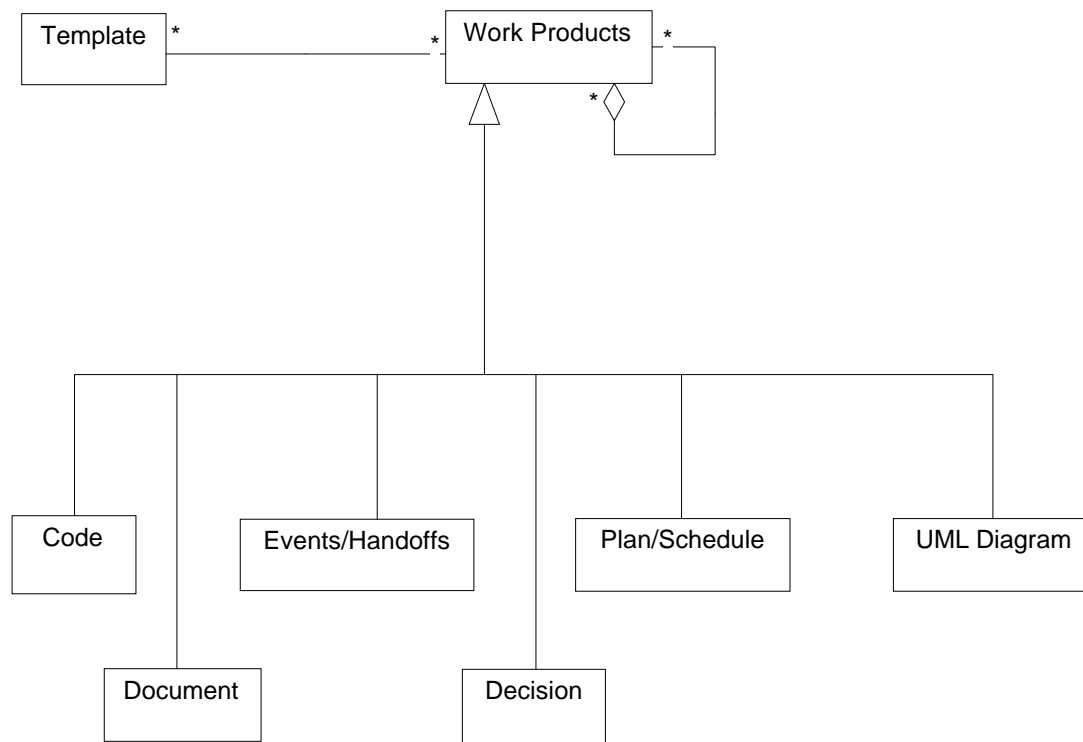 Template
*
*
Work Products
*
*
Code
Events/Handoffs
Plan/Schedule
UML Diagram
Document
Decision